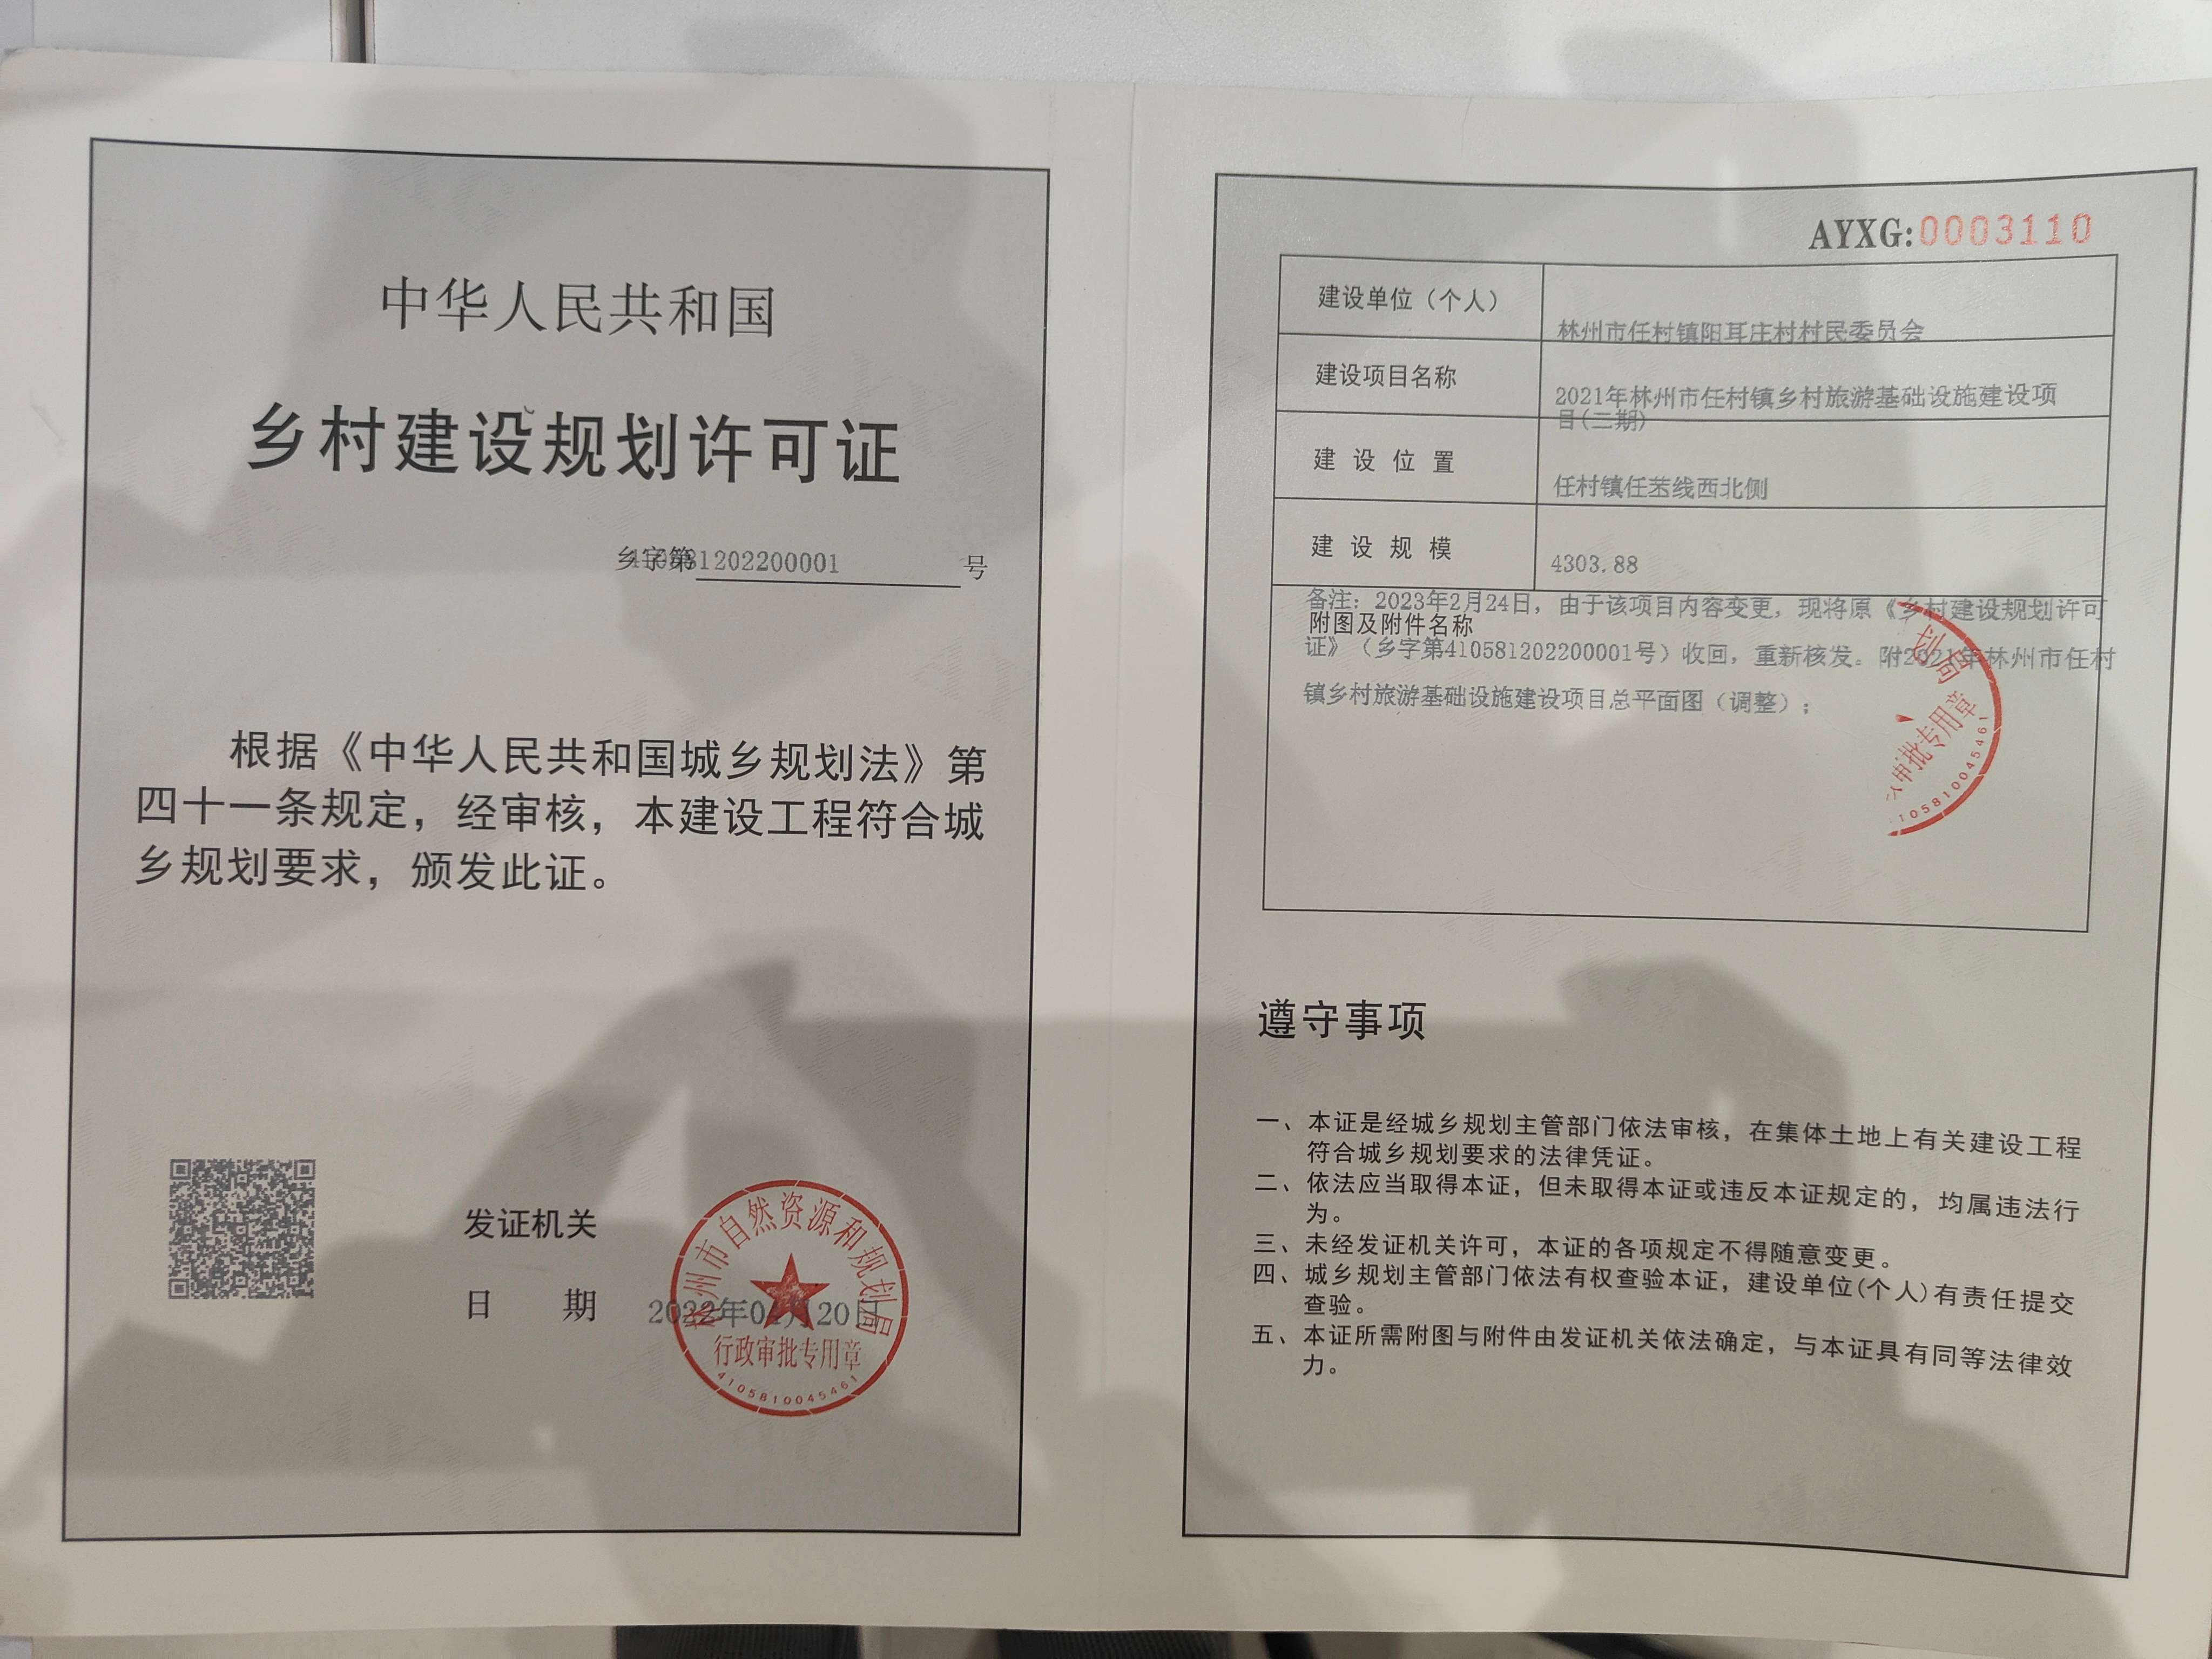 中华人民共和国
乡村建设规划许可证
乡字第410581202200001号
根据《中华人民共和国城乡规划法》第
四十一条规定，经审核，本建设工程符合城
乡规划要求，颁发此证。
发证机关
日 期 2022年01月20日
林州市自然资源和规划局
行政审批专用章
4105810045461
AYXG:0003110
建设单位（个人） 林州市任村镇阳耳庄村村民委员会
建设项目名称 2021年林州市任村镇乡村旅游基础设施建设项
目(二期)
建设位置 任村镇任苤线西北侧
建设规模 4303.88
备注：2023年2月24日，由于该项目内容变更，现将原《乡村建设规划许可
附图及附件名称
证》（乡字第410581202200001号）收回，重新核发。附2021年林州市任村
镇乡村旅游基础设施建设项目总平面图（调整）；
划局
审批专用章
105810045461
遵守事项
一、本证是经城乡规划主管部门依法审核，在集体土地上有关建设工程
符合城乡规划要求的法律凭证。
二、依法应当取得本证，但未取得本证或违反本证规定的，均属违法行
为。
三、未经发证机关许可，本证的各项规定不得随意变更。
四、城乡规划主管部门依法有权查验本证，建设单位(个人)有责任提交
查验。
五、本证所需附图与附件由发证机关依法确定，与本证具有同等法律效
力。